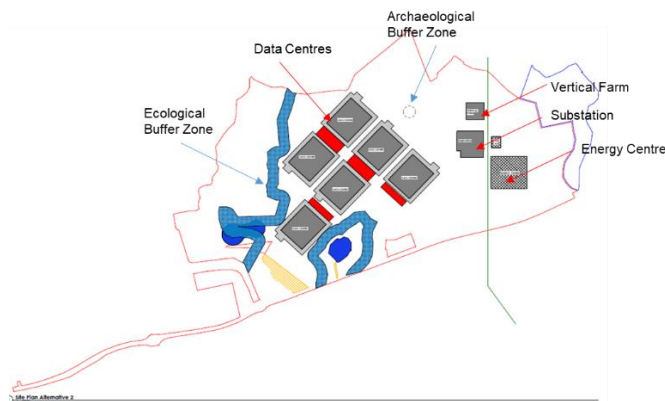 Archaeological
Buffer Zone
Data Centres
Vertical Farm
Ecological
Buffer Zone
Substation
Energy Centre
Site Plan Alternative 2